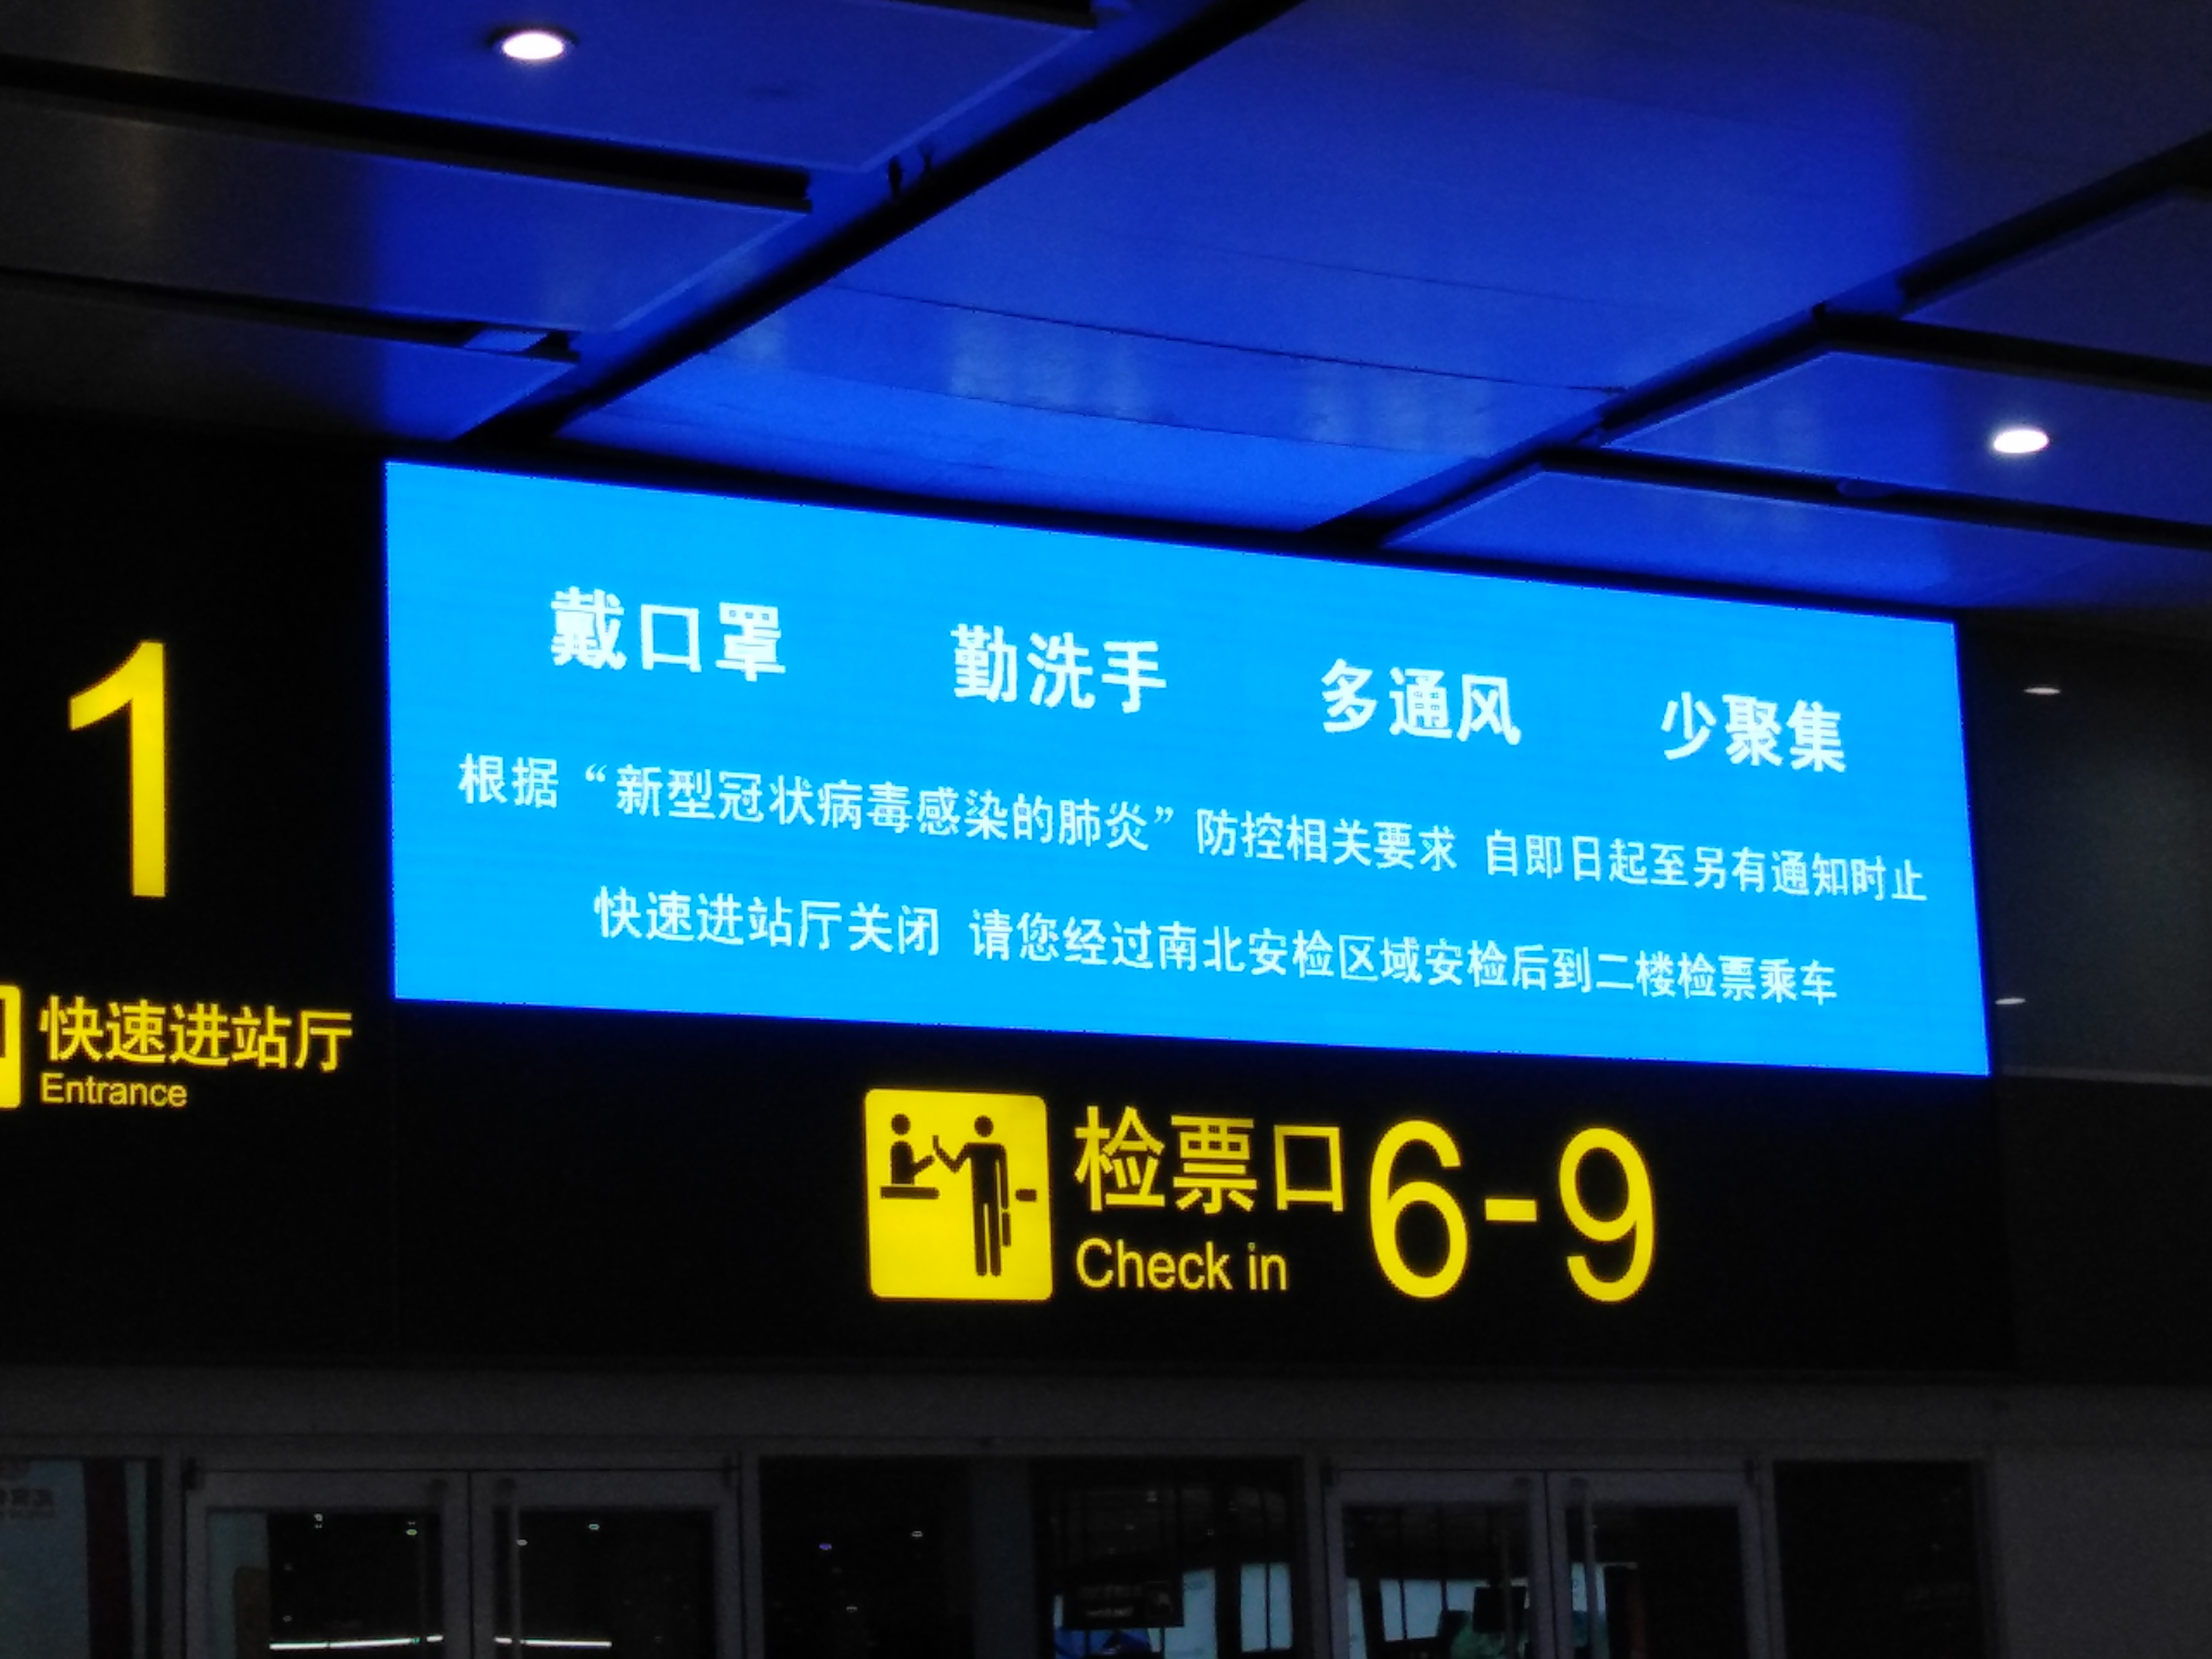 戴口罩 勤洗手 多通风 少聚集
根据“新型冠状病毒感染的肺炎”防控相关要求 自即日起至另有通知时止
快速进站厅关闭 请您经过南北安检区域安检后到二楼检票乘车
1
快速进站厅
Entrance
检票口6-9
Check in